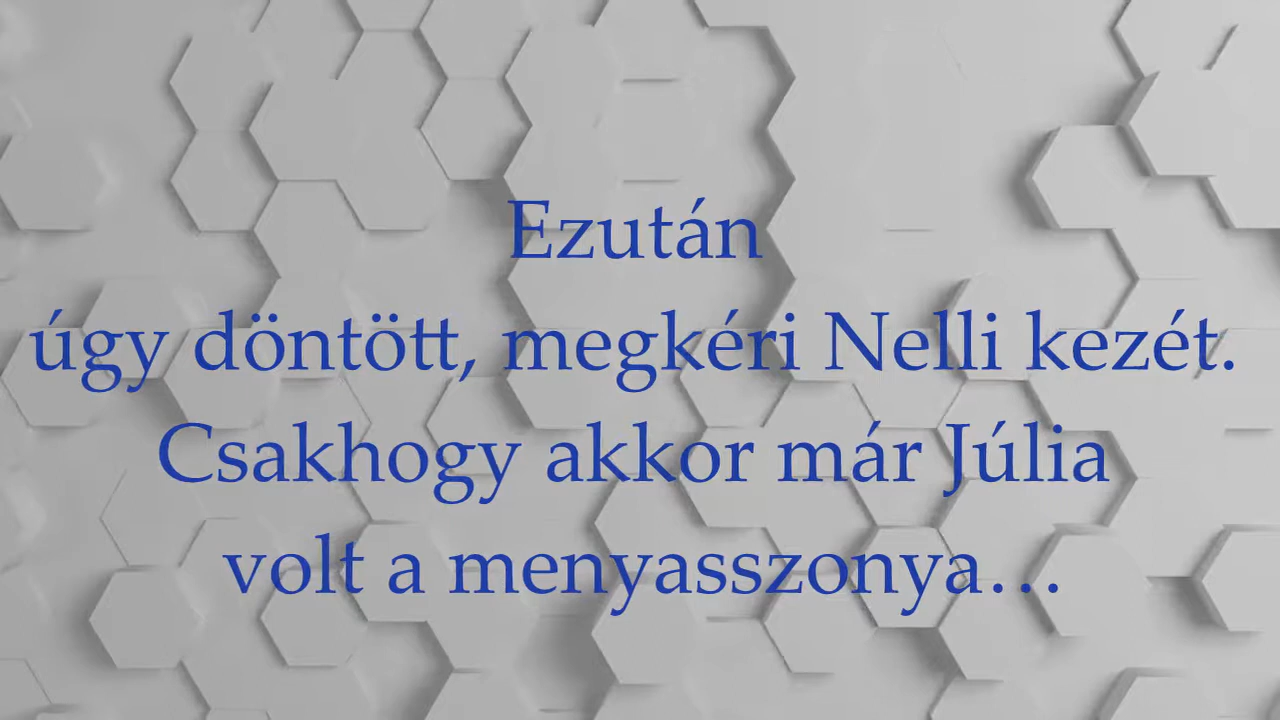 Ezután
úgy döntött, megkéri Nelli kezét.
Csakhogy akkor már Júlia
volt a menyasszonya…